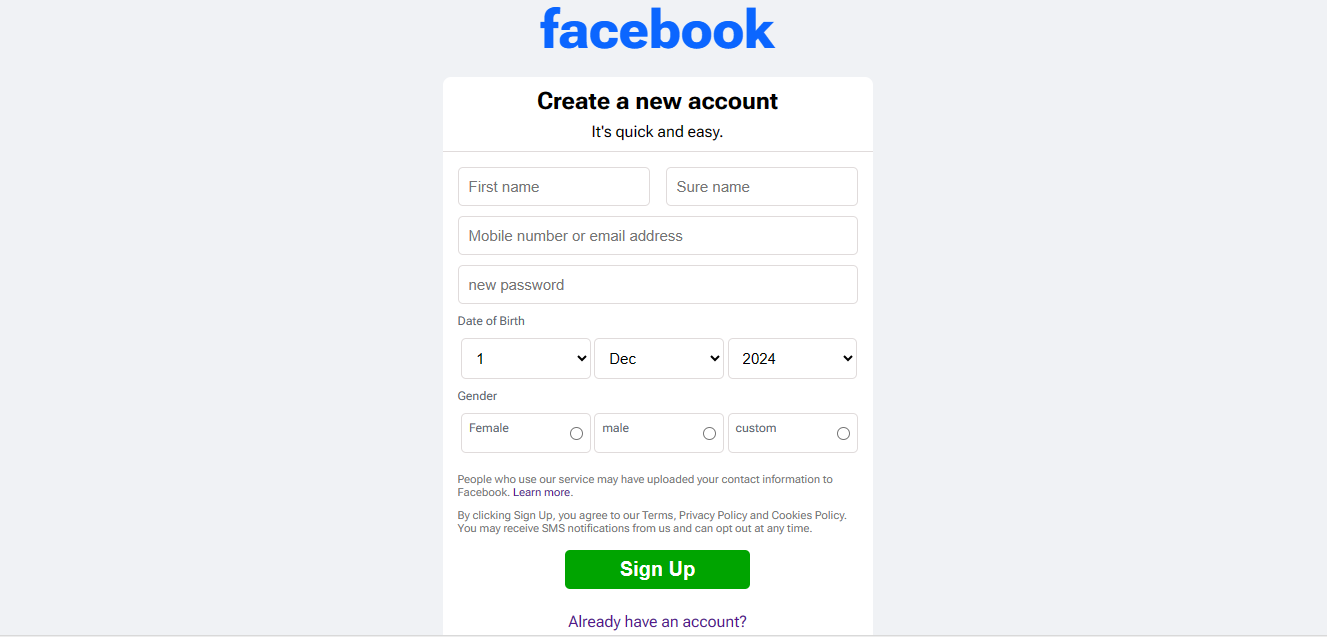 facebook
Create a new account
It's quick and easy.
First name Sure name
Mobile number or email address
new password
Date of Birth
1 Dec 2024
Gender
Female male custom
People who use our service may have uploaded your contact information to
Facebook. Learn more.
By clicking Sign Up, you agree to our Terms, Privacy Policy and Cookies Policy.
You may receive SMS notifications from us and can opt out at any time.
Sign Up
Already have an account?